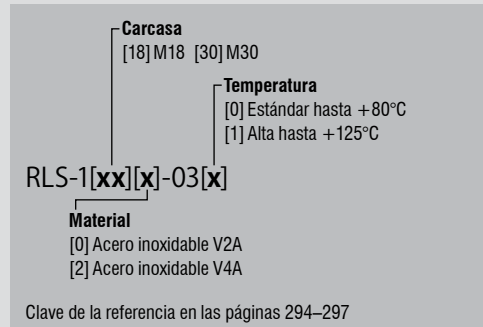 Carcasa
[18] M18 [30] M30
Temperatura
[0] Estándar hasta +80°C
[1] Alta hasta +125°C
RLS-1[xx][x]-03[x]
Material
[0] Acero inoxidable V2A
[2] Acero inoxidable V4A
Clave de la referencia en las páginas 294–297